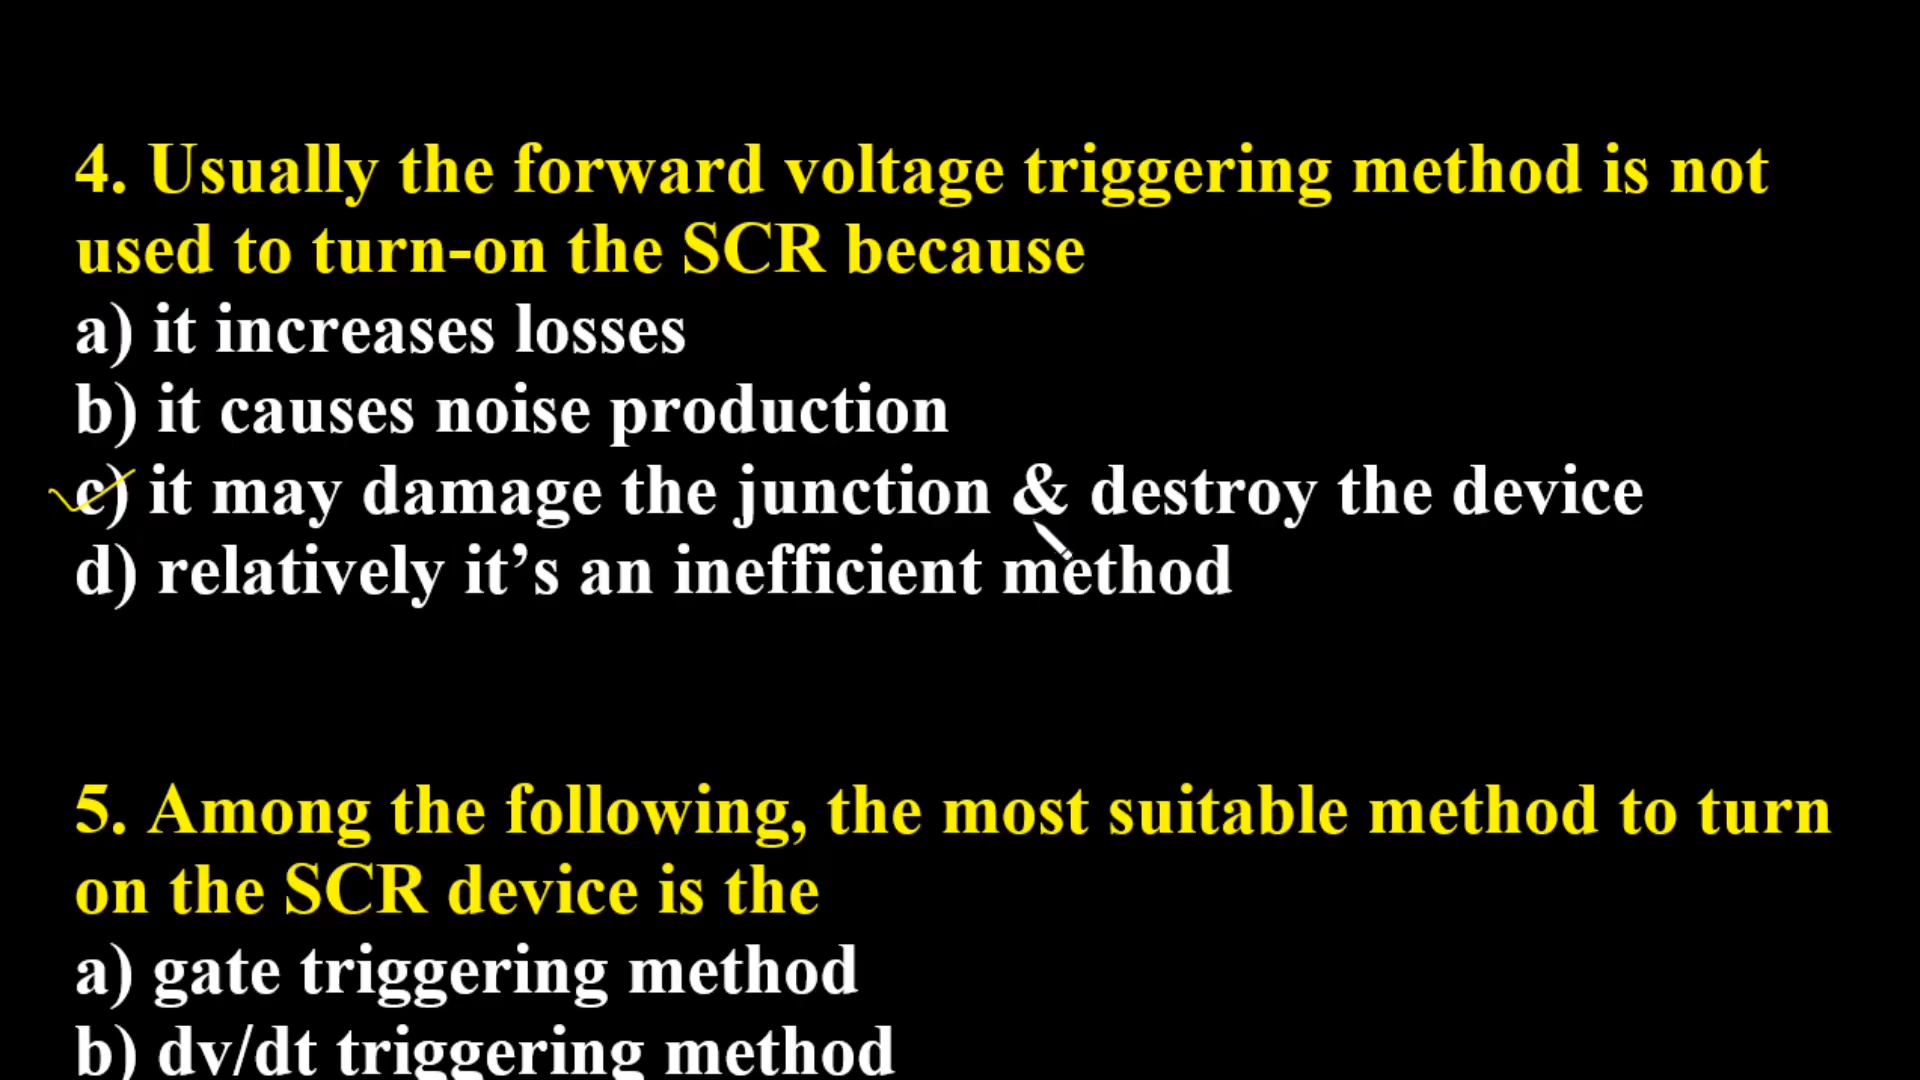 4. Usually the forward voltage triggering method is not
used to turn-on the SCR because
a) it increases losses
b) it causes noise production
c) it may damage the junction & destroy the device
d) relatively it’s an inefficient method
5. Among the following, the most suitable method to turn
on the SCR device is the
a) gate triggering method
b) dv/dt triggering method